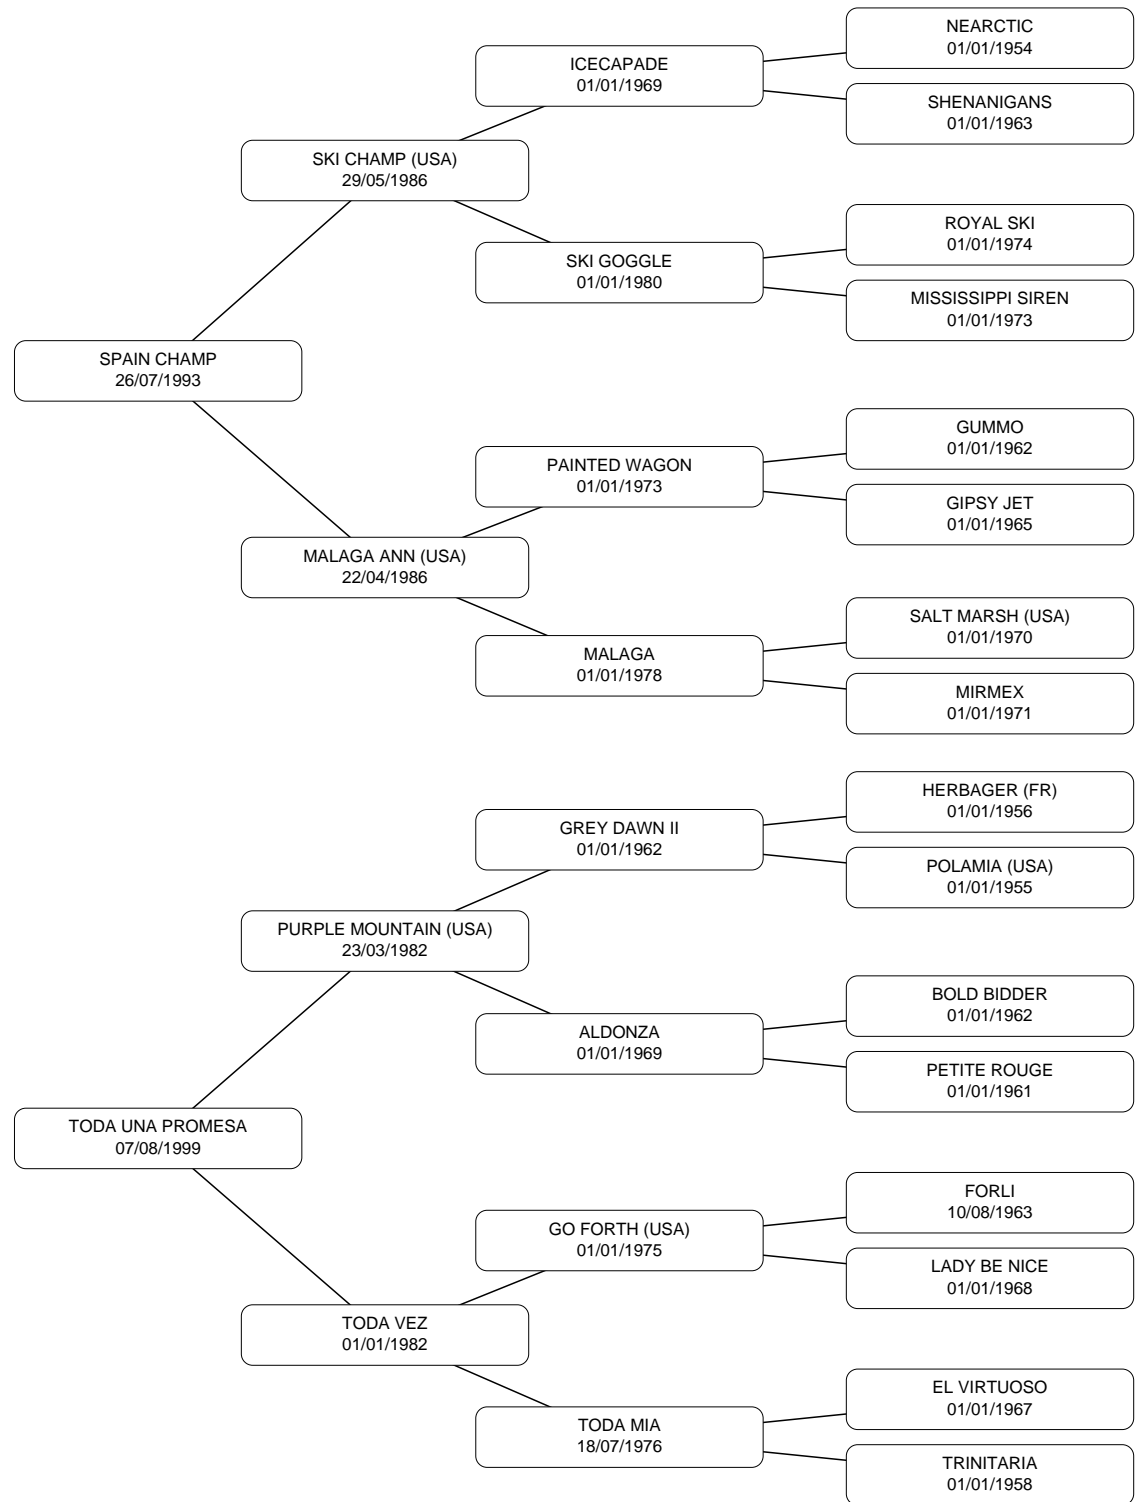 NEARCTIC
01/01/1954
ICECAPADE
01/01/1969
SHENANIGANS
01/01/1963
SKI CHAMP (USA)
29/05/1986
ROYAL SKI
01/01/1974
SKI GOGGLE
01/01/1980
MISSISSIPPI SIREN
01/01/1973
SPAIN CHAMP
26/07/1993
GUMMO
01/01/1962
PAINTED WAGON
01/01/1973
GIPSY JET
01/01/1965
MALAGA ANN (USA)
22/04/1986
SALT MARSH (USA)
01/01/1970
MALAGA
01/01/1978
MIRMEX
01/01/1971
HERBAGER (FR)
01/01/1956
GREY DAWN II
01/01/1962
POLAMIA (USA)
01/01/1955
PURPLE MOUNTAIN (USA)
23/03/1982
BOLD BIDDER
01/01/1962
ALDONZA
01/01/1969
PETITE ROUGE
01/01/1961
TODA UNA PROMESA
07/08/1999
FORLI
10/08/1963
GO FORTH (USA)
01/01/1975
LADY BE NICE
01/01/1968
TODA VEZ
01/01/1982
EL VIRTUOSO
01/01/1967
TODA MIA
18/07/1976
TRINITARIA
01/01/1958